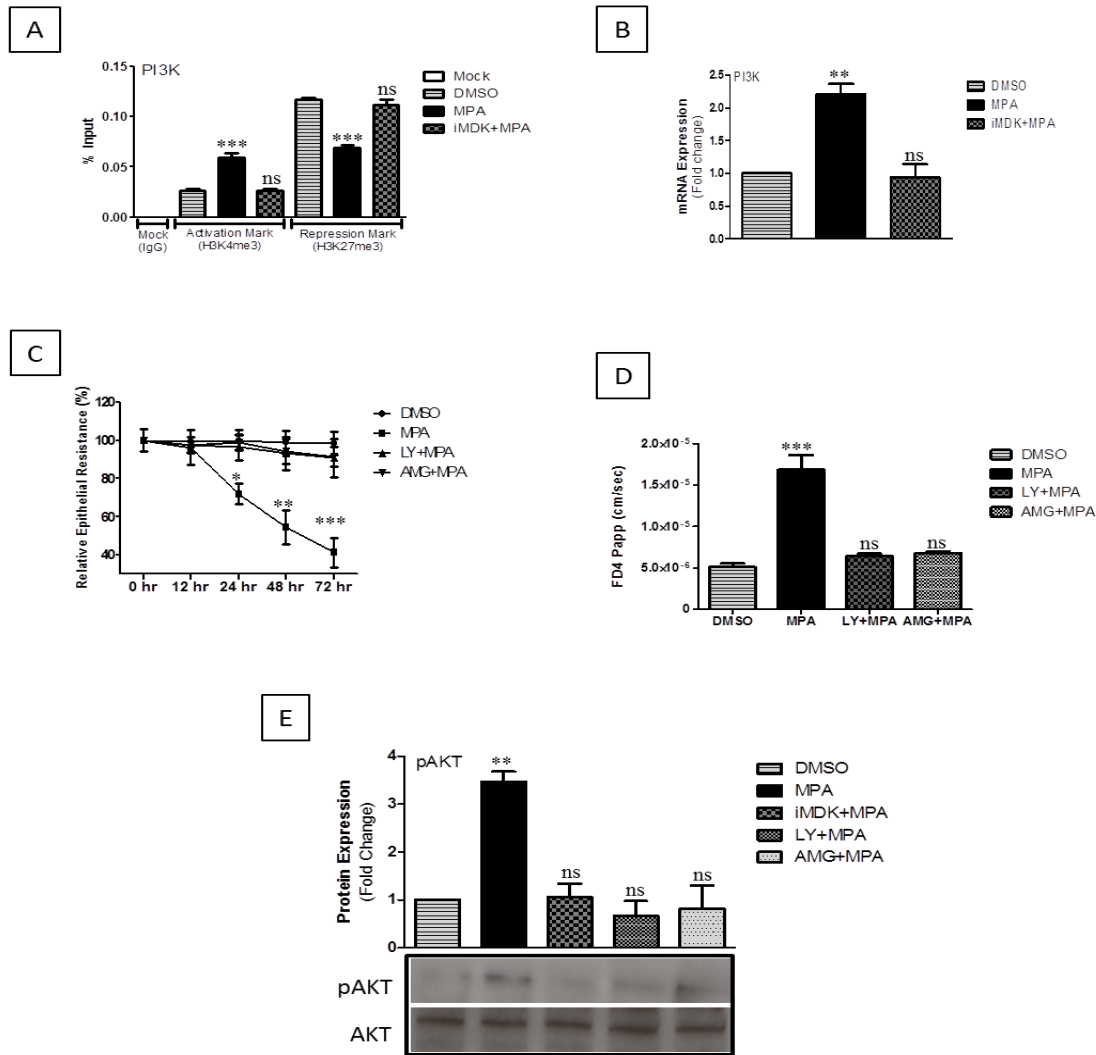 A
PI3K
% Input
0.15
0.10
0.05
0.00
***
ns
***
ns
Mock
(IgG)
Activation Mark
(H3K4me3)
Repression Mark
(H3K27me3)
Mock
DMSO
MPA
iMDK+MPA
B
PI3K
mRNA Expression
(Fold change)
2.5
2.0
1.5
1.0
0.5
0.0
**
ns
DMSO
MPA
iMDK+MPA
C
Relative Epithelial Resistance (%)
120
100
80
60
40
*
**
***
0 hr 12 hr 24 hr 48 hr 72 hr
DMSO
MPA
LY+MPA
AMG+MPA
D
FD4 Papp (cm/sec)
2.0×10-5
1.5×10-5
1.0×10-5
5.0×10-6
0
***
ns
ns
DMSO MPA LY+MPA AMG+MPA
DMSO
MPA
LY+MPA
AMG+MPA
E
pAKT
Protein Expression
(Fold Change)
4
3
2
1
0
**
ns
ns
ns
DMSO
MPA
iMDK+MPA
LY+MPA
AMG+MPA
pAKT
AKT